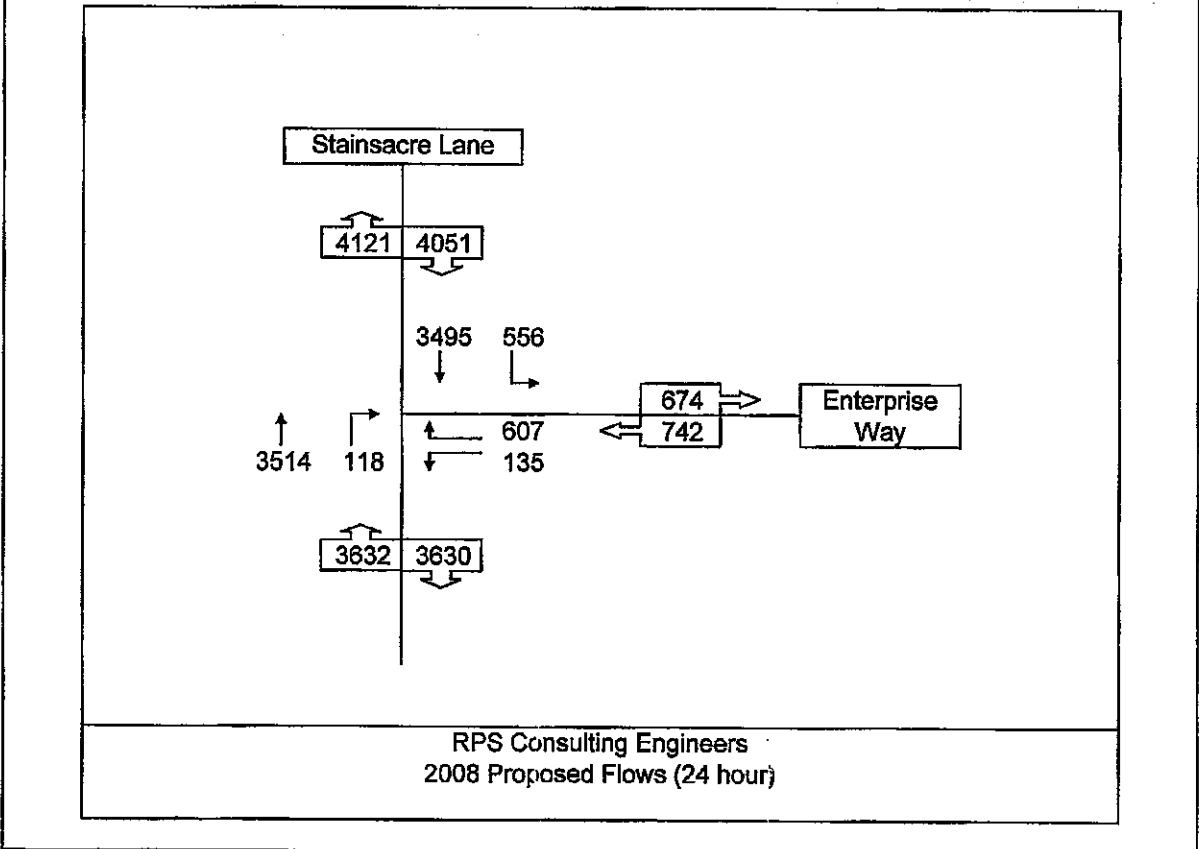 Stainsacre Lane
4121 4051
3495 556
674
Enterprise
Way
742
607
135
3514 118
3632 3630
RPS Consulting Engineers
2008 Proposed Flows (24 hour)